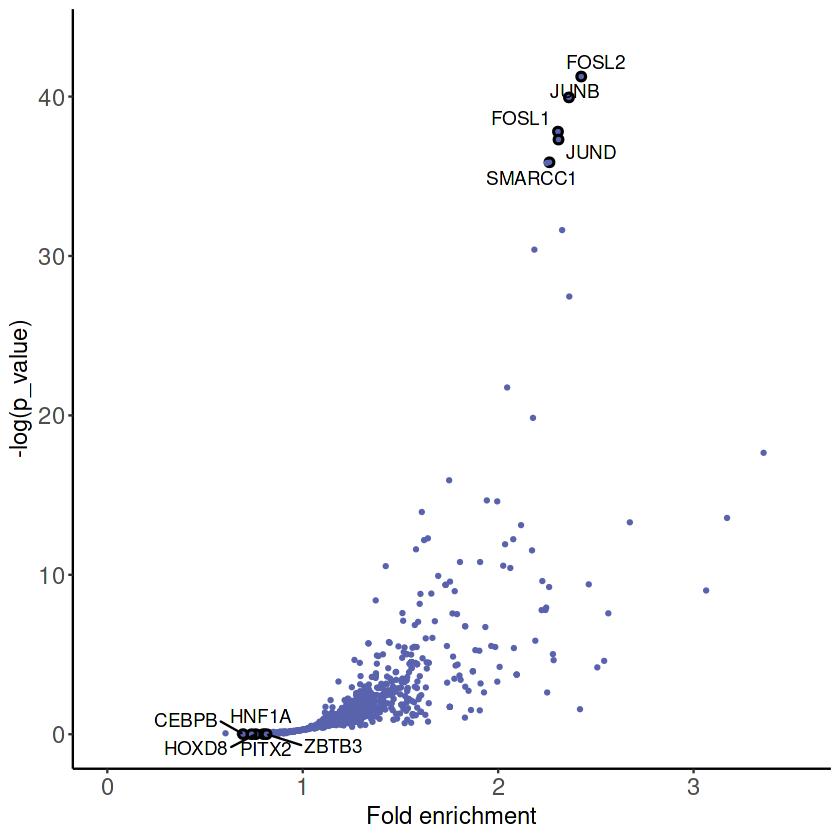 FOSL2
JUNB
FOSL1
JUND
SMARCC1
40
30
20
10
0
-log(p_value)
CEBPB
HNF1A
HOXD8
PITX2
ZBTB3
0
1
2
3
Fold enrichment